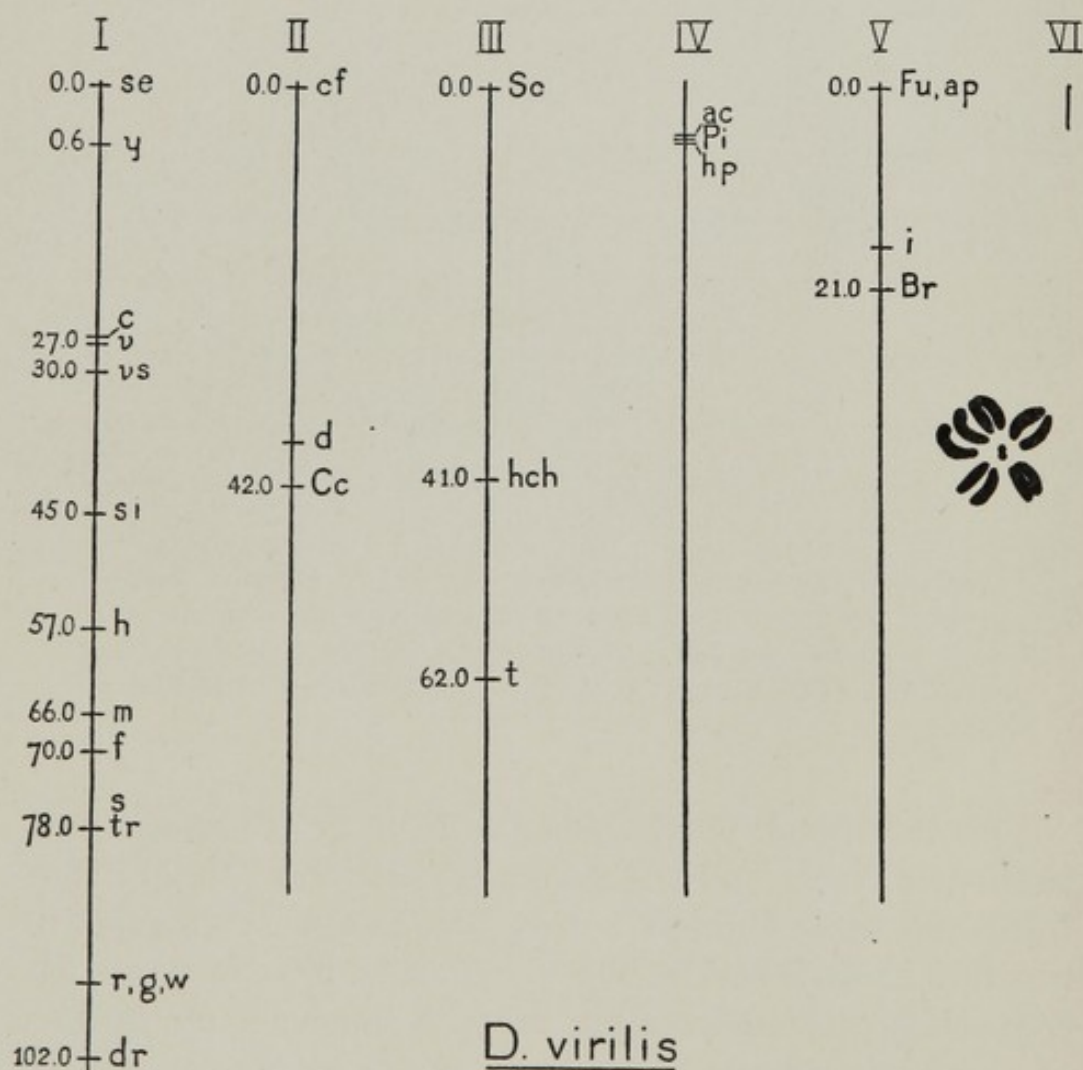 I II III IV V VI
0.0 se
0.6 y
c
27.0 v
30.0 vs
45.0 si
57.0 h
66.0 m
70.0 f
s
78.0 tr
r, g, w
102.0 dr
0.0 cf
d
42.0 Cc
0.0 Sc
41.0 hch
62.0 t
ac
Pi
hp
0.0 Fu, ap
i
21.0 Br
D. virilis